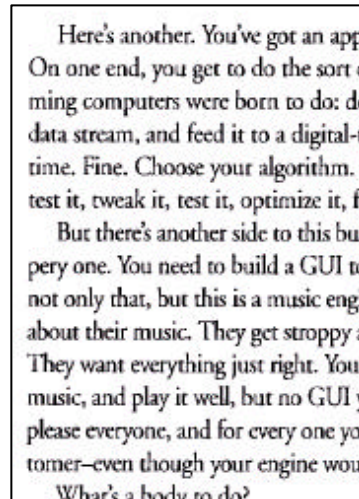 Here's another. You've got an app
On one end, you get to do the sort
ming computers were born to do: d
data stream, and feed it to a digital-
time. Fine. Choose your algorithm.
test it, tweak it, test it, optimize it, f
But there's another side to this bu
pery one. You need to build a GUI t
not only that, but this is a music eng
about their music. They get stroppy a
They want everything just right. You
music, and play it well, but no GUI
please everyone, and for every one yo
tomer–even though your engine wou
What's a body to do?